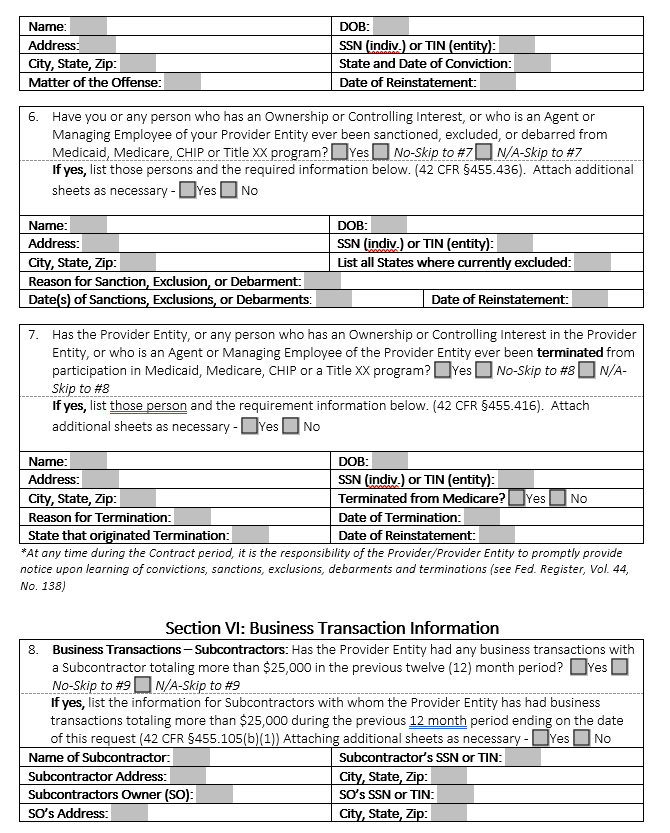 Name: DOB:
Address: SSN (indiv.) or TIN (entity):
City, State, Zip: State and Date of Conviction:
Matter of the Offense: Date of Reinstatement:
6. Have you or any person who has an Ownership or Controlling Interest, or who is an Agent or
Managing Employee of your Provider Entity ever been sanctioned, excluded, or debarred from
Medicaid, Medicare, CHIP or Title XX program? Yes No-Skip to #7 N/A-Skip to #7
If yes, list those persons and the required information below. (42 CFR §455.436). Attach additional
sheets as necessary - Yes No
Name: DOB:
Address: SSN (indiv.) or TIN (entity):
City, State, Zip: List all States where currently excluded:
Reason for Sanction, Exclusion, or Debarment:
Date(s) of Sanctions, Exclusions, or Debarments: Date of Reinstatement:
7. Has the Provider Entity, or any person who has an Ownership or Controlling Interest in the Provider
Entity, or who is an Agent or Managing Employee of the Provider Entity ever been terminated from
participation in Medicaid, Medicare, CHIP or a Title XX program? Yes No-Skip to #8 N/A-
Skip to #8
If yes, list those person and the requirement information below. (42 CFR §455.416). Attach
additional sheets as necessary - Yes No
Name: DOB:
Address: SSN (indiv.) or TIN (entity):
City, State, Zip: Terminated from Medicare? Yes No
Reason for Termination: Date of Termination:
State that originated Termination: Date of Reinstatement:
*At any time during the Contract period, it is the responsibility of the Provider/Provider Entity to promptly provide
notice upon learning of convictions, sanctions, exclusions, debarments and terminations (see Fed. Register, Vol. 44,
No. 138)
Section VI: Business Transaction Information
8. Business Transactions – Subcontractors: Has the Provider Entity had any business transactions with
a Subcontractor totaling more than $25,000 in the previous twelve (12) month period? Yes
No-Skip to #9 N/A-Skip to #9
If yes, list the information for Subcontractors with whom the Provider Entity has had business
transactions totaling more than $25,000 during the previous 12 month period ending on the date
of this request (42 CFR §455.105(b)(1)) Attaching additional sheets as necessary - Yes No
Name of Subcontractor: Subcontractor's SSN or TIN:
Subcontractor Address: City, State, Zip:
Subcontractors Owner (SO): SO's SSN or TIN:
SO's Address: City, State, Zip: